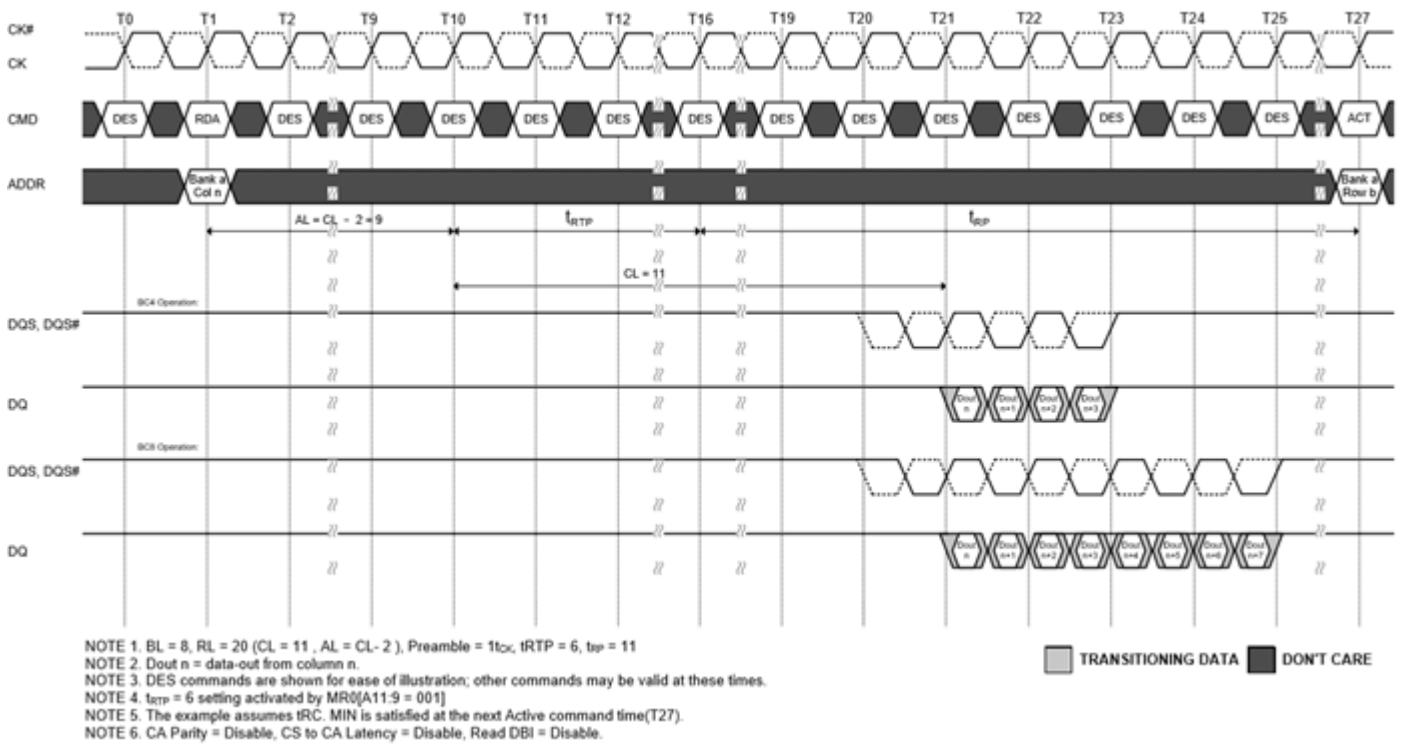 T0 T1 T2 T9 T10 T11 T12 T16 T19 T20 T21 T22 T23 T24 T25 T27
CK#
CK
CMD DES RDA DES DES DES DES DES DES DES DES DES DES DES DES DES ACT
Bank a Bank a
ADDR
Col n Row b
AL = CL - 2 = 9 tRTP tRP
CL = 11
BC4 Operation:
DQS, DQS#
DQ
Dout n Dout n+1 Dout n+2 Dout n+3
BC8 Operation:
DQS, DQS#
DQ
Dout n Dout n+1 Dout n+2 Dout n+3 Dout n+4 Dout n+5 Dout n+6 Dout n+7
NOTE 1. BL = 8, RL = 20 (CL = 11 , AL = CL- 2 ), Preamble = 1tCK, tRTP = 6, tRP = 11
NOTE 2. Dout n = data-out from column n.
NOTE 3. DES commands are shown for ease of illustration; other commands may be valid at these times.
NOTE 4. tRTP = 6 setting activated by MR0[A11:9 = 001]
NOTE 5. The example assumes tRC. MIN is satisfied at the next Active command time(T27).
NOTE 6. CA Parity = Disable, CS to CA Latency = Disable, Read DBI = Disable.
TRANSITIONING DATA DON'T CARE